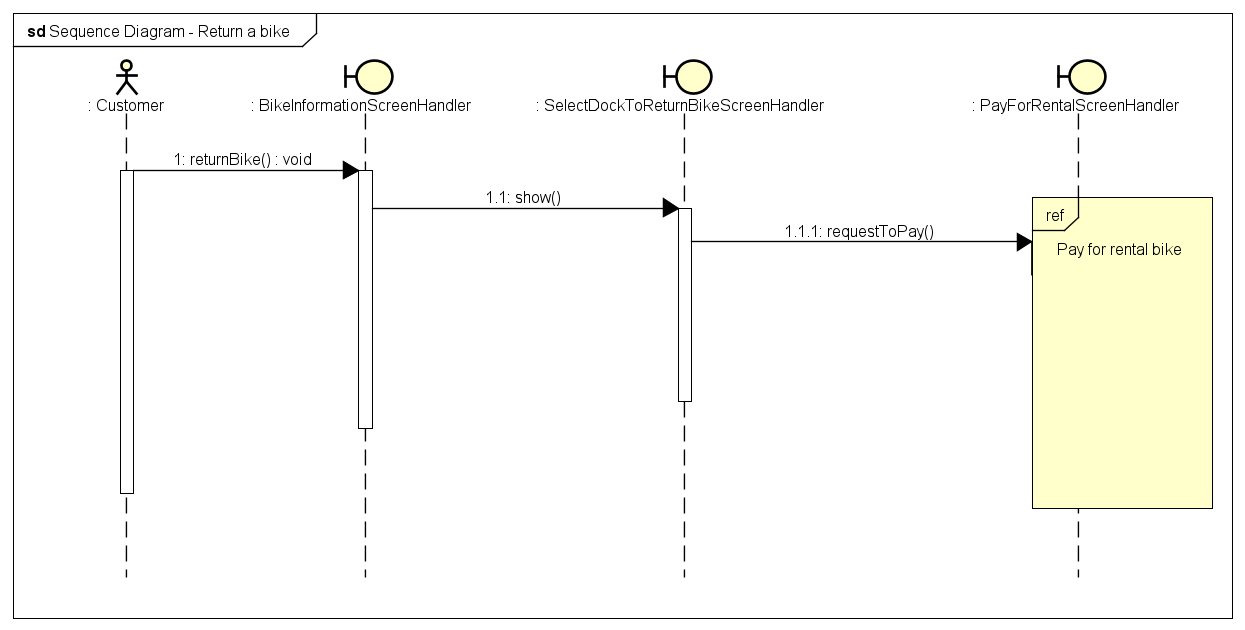 sd Sequence Diagram - Return a bike
: Customer
: BikeInformationScreenHandler
: SelectDockToReturnBikeScreenHandler
: PayForRentalScreenHandler
1: returnBike() : void
1.1: show()
ref
1.1.1: requestToPay()
Pay for rental bike